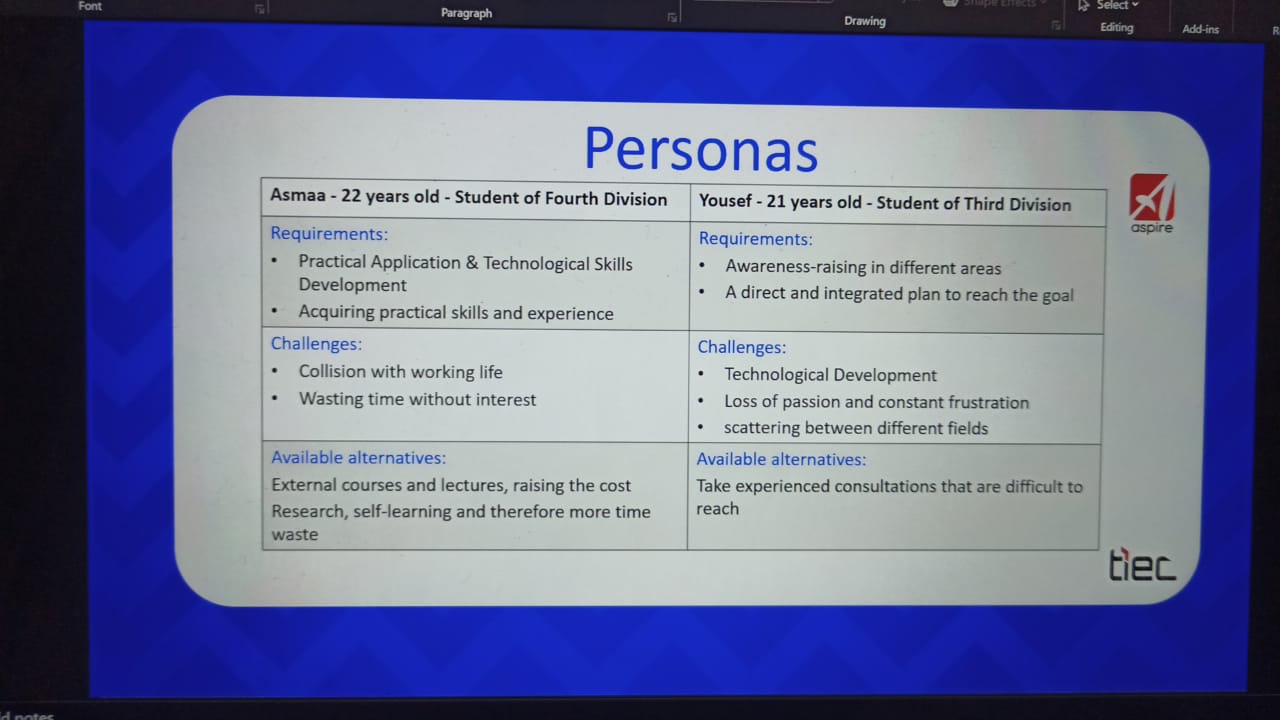 Font
Paragraph
Drawing
Shape Effects
Select
Editing
Add-ins
Personas
Asmaa - 22 years old - Student of Fourth Division
Requirements:
• Practical Application & Technological Skills
Development
• Acquiring practical skills and experience
Challenges:
• Collision with working life
• Wasting time without interest
Available alternatives:
External courses and lectures, raising the cost
Research, self-learning and therefore more time
waste
Yousef - 21 years old - Student of Third Division
Requirements:
• Awareness-raising in different areas
• A direct and integrated plan to reach the goal
Challenges:
• Technological Development
• Loss of passion and constant frustration
• scattering between different fields
Available alternatives:
Take experienced consultations that are difficult to
reach
aspire
tiec
notes